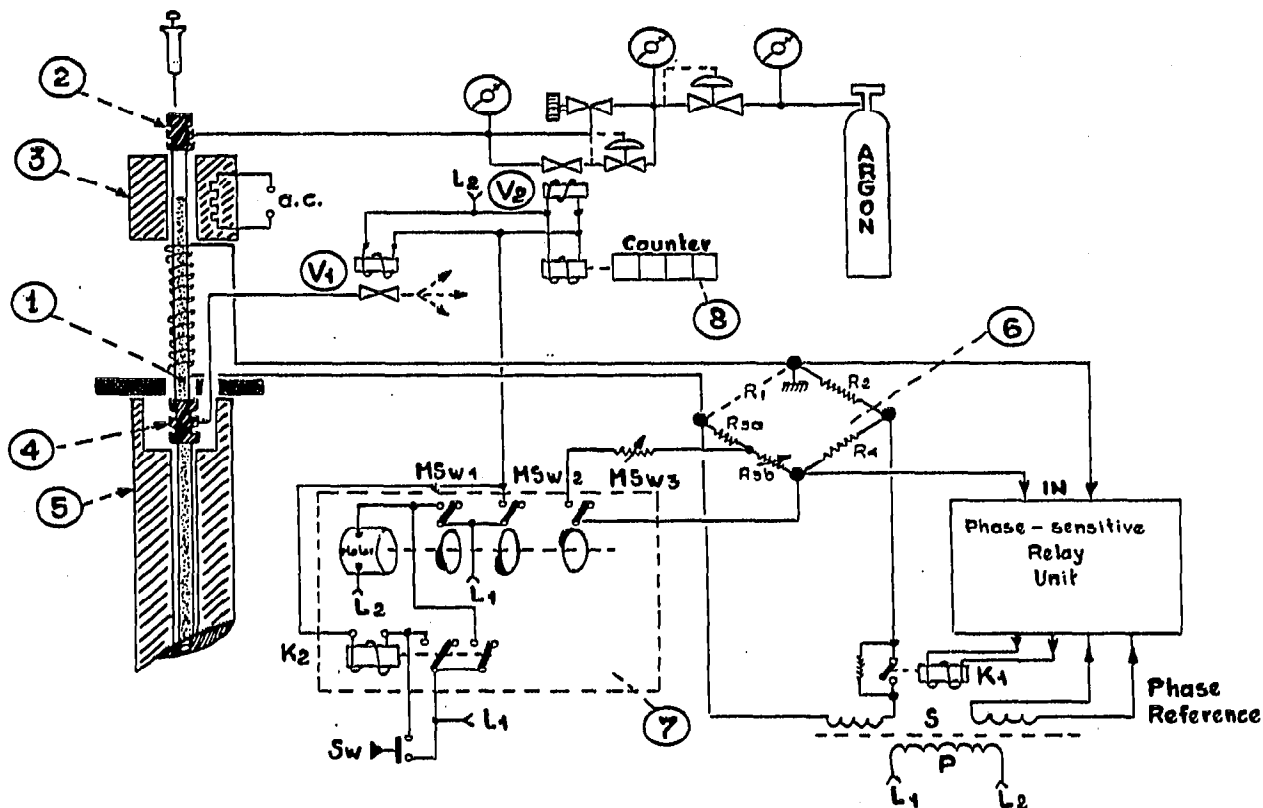 2
3
a.c.
L2
V2
V1
Counter
8
ARGON
1
6
R1
R2
R3a
R3b
R4
4
5
MSw1
MSw2
MSw3
Motor
L2
L1
K2
L1
Sw
7
IN
Phase-sensitive
Relay
Unit
K1
Phase
Reference
S
P
L1
L2